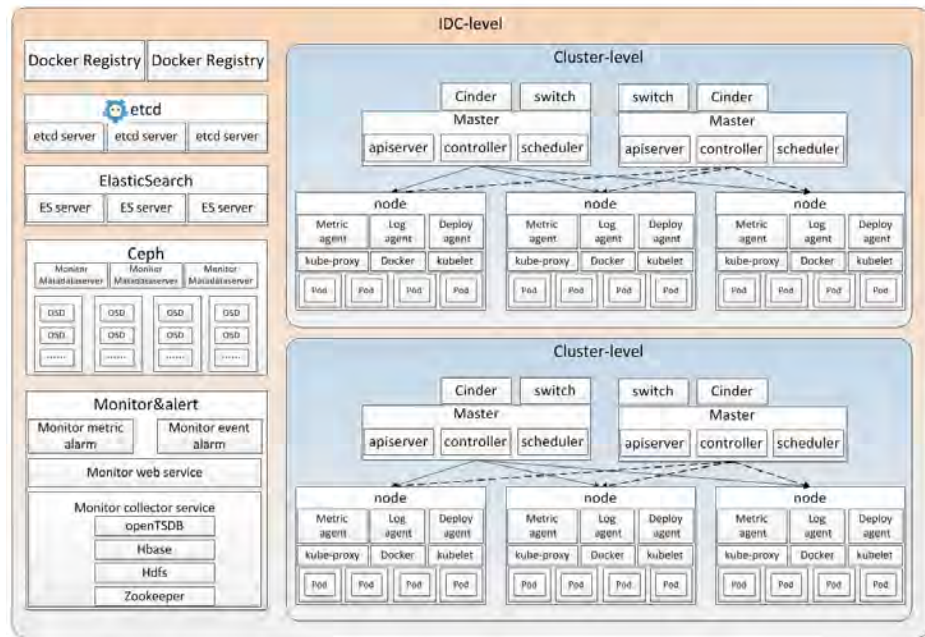 IDC-level
Docker Registry Docker Registry
etcd
etcd server etcd server etcd server
ElasticSearch
ES server ES server ES server
Ceph
Monitor Monitor Monitor
Matadataserver Matadataserver Matadataserver
OSD OSD OSD OSD
OSD OSD OSD OSD
...... ...... ...... ......
Monitor&alert
Monitor metric alarm
Monitor event alarm
Monitor web service
Monitor collector service
openTSDB
Hbase
Hdfs
Zookeeper
Cluster-level
Cinder switch switch Cinder
Master Master
apiserver controller scheduler apiserver controller scheduler
node node node
Metric Log Deploy Metric Log Deploy Metric Log Deploy
agent agent agent agent agent agent agent agent agent
kube-proxy Docker kubelet kube-proxy Docker kubelet kube-proxy Docker kubelet
Pod Pod Pod Pod Pod Pod Pod Pod Pod Pod Pod Pod
Cluster-level
Cinder switch switch Cinder
Master Master
apiserver controller scheduler apiserver controller scheduler
node node node
Metric Log Deploy Metric Log Deploy Metric Log Deploy
agent agent agent agent agent agent agent agent agent
kube-proxy Docker kubelet kube-proxy Docker kubelet kube-proxy Docker kubelet
Pod Pod Pod Pod Pod Pod Pod Pod Pod Pod Pod Pod